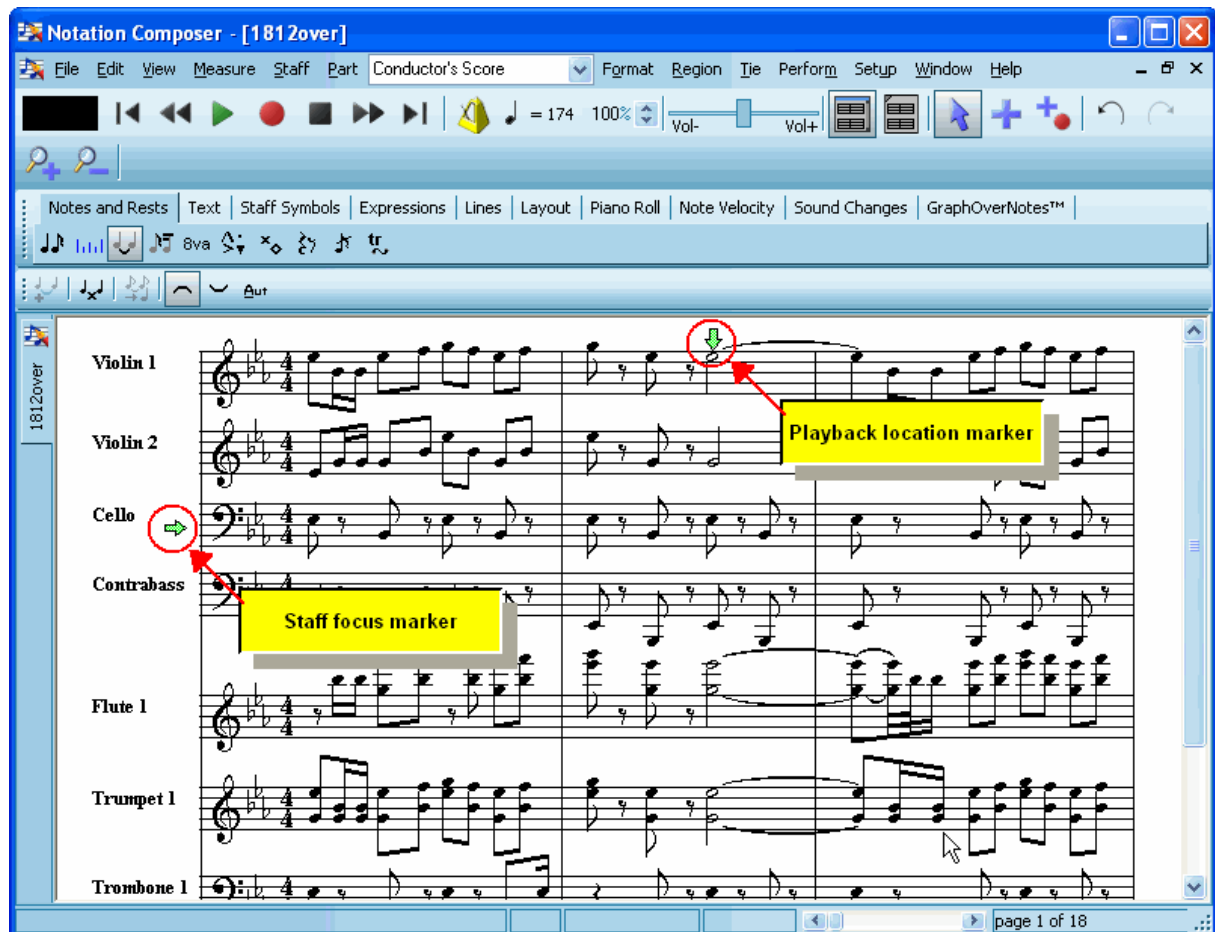 Notation Composer - [1812over]
File Edit View Measure Staff Part Conductor's Score Format Region Tie Perform Setup Window Help
= 174 100% Vol- Vol+
Notes and Rests Text Staff Symbols Expressions Lines Layout Piano Roll Note Velocity Sound Changes GraphOverNotes™
8va tr
Aut
1812over
Violin 1
Playback location marker
Violin 2
Cello
Contrabass
Staff focus marker
Flute 1
Trumpet 1
Trombone 1
page 1 of 18